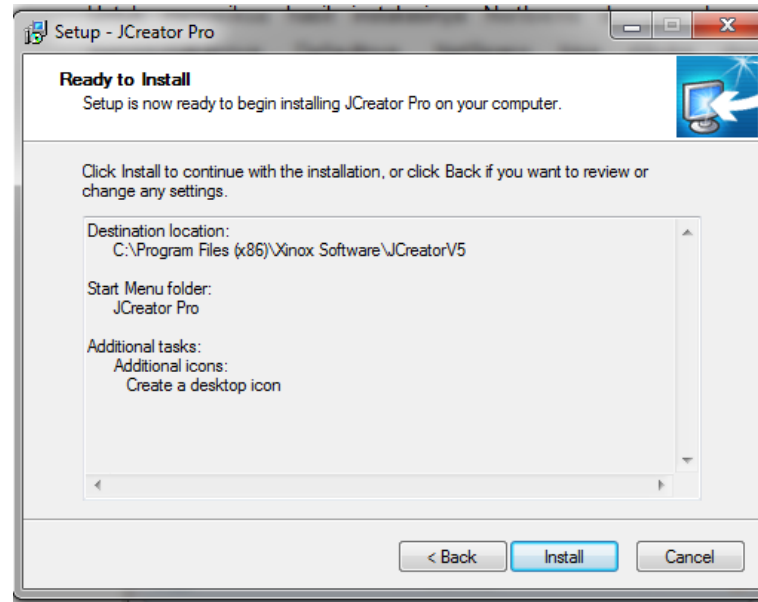 Setup - JCreator Pro
Ready to Install
Setup is now ready to begin installing JCreator Pro on your computer.
Click Install to continue with the installation, or click Back if you want to review or
change any settings.
Destination location:
C:\Program Files (x86)\Xinox Software\JCreatorV5
Start Menu folder:
JCreator Pro
Additional tasks:
Additional icons:
Create a desktop icon
< Back
Install
Cancel